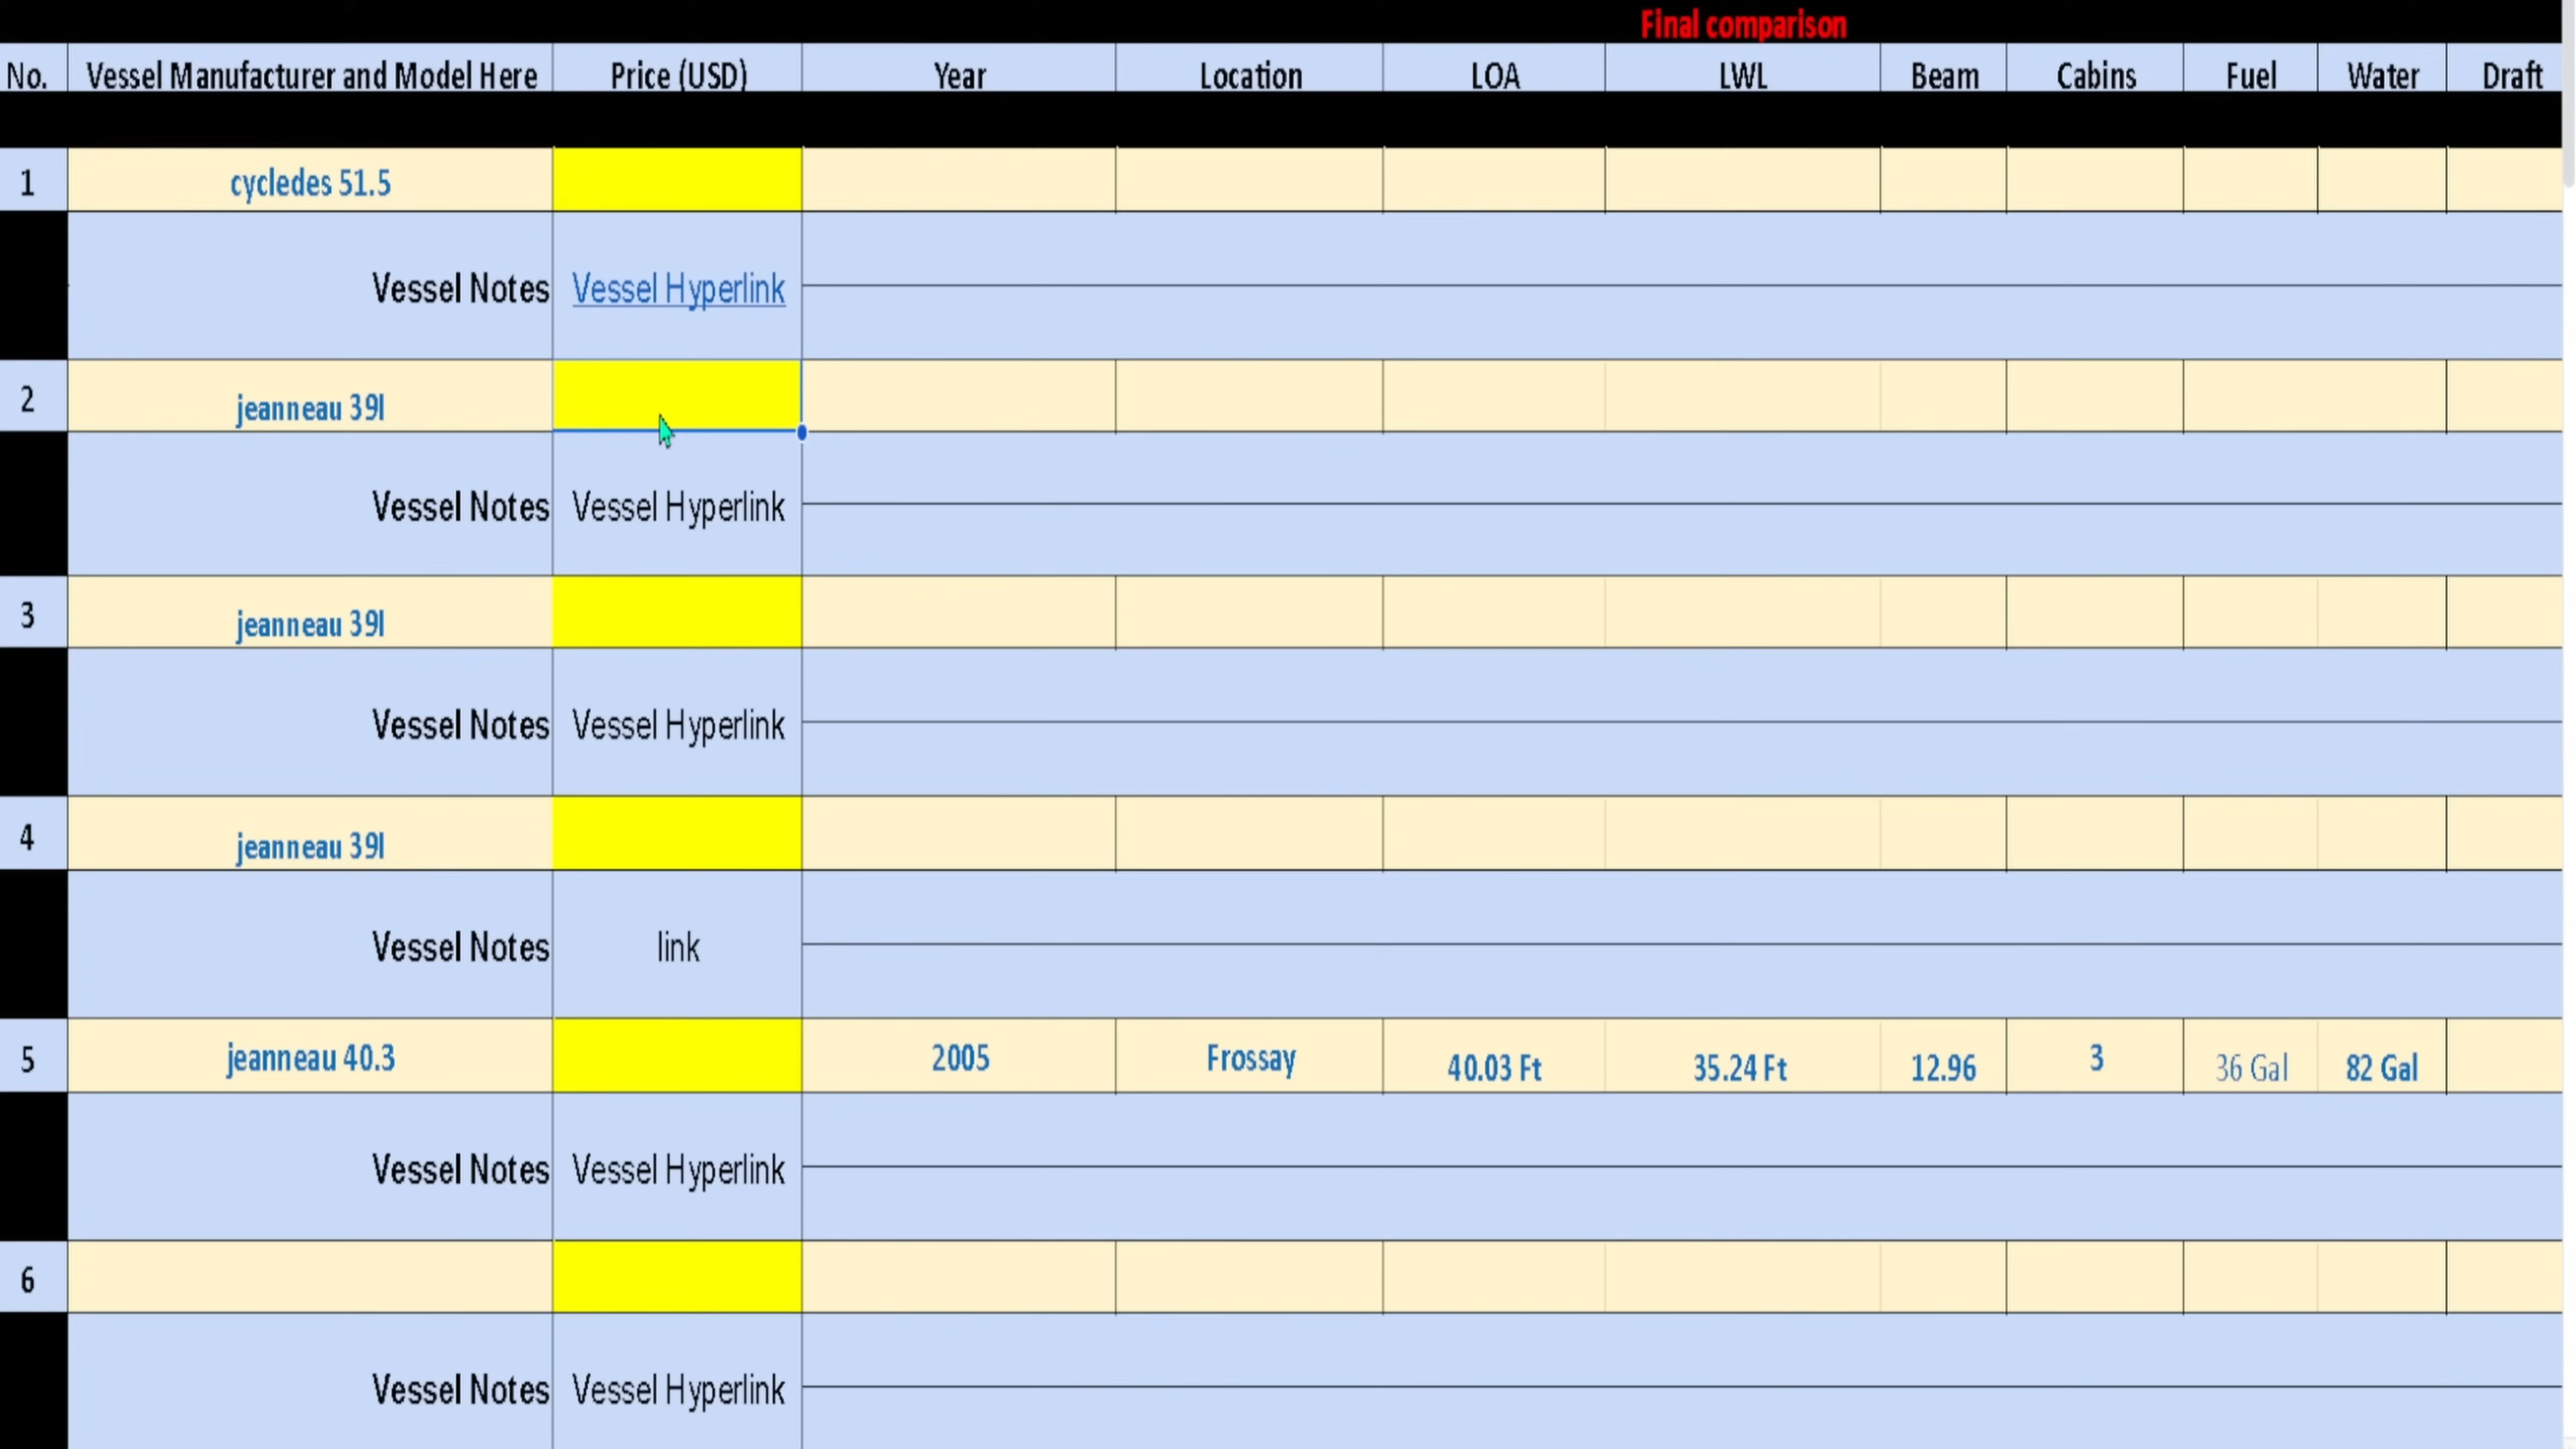 Final comparison
No. Vessel Manufacturer and Model Here Price (USD) Year Location LOA LWL Beam Cabins Fuel Water Draft
1 cycledes 51.5
Vessel Notes Vessel Hyperlink
2 jeanneau 39l
Vessel Notes Vessel Hyperlink
3 jeanneau 39l
Vessel Notes Vessel Hyperlink
4 jeanneau 39l
Vessel Notes link
5 jeanneau 40.3 2005 Frossay 40.03 Ft 35.24 Ft 12.96 3 36 Gal 82 Gal
Vessel Notes Vessel Hyperlink
6
Vessel Notes Vessel Hyperlink